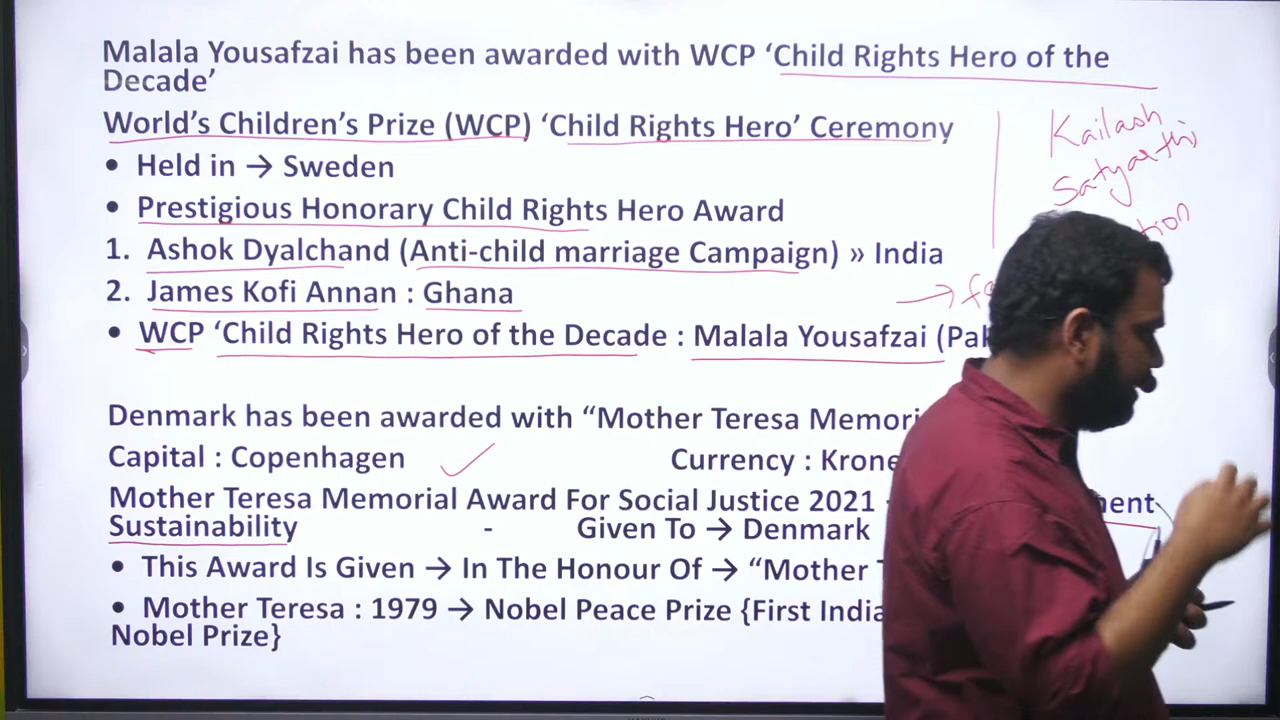 Malala Yousafzai has been awarded with WCP ‘Child Rights Hero of the
Decade’
World’s Children’s Prize (WCP) ‘Child Rights Hero’ Ceremony
• Held in → Sweden
• Prestigious Honorary Child Rights Hero Award
1. Ashok Dyalchand (Anti-child marriage Campaign) » India
2. James Kofi Annan : Ghana
• WCP ‘Child Rights Hero of the Decade : Malala Yousafzai
Kailash
Satyarthi
Denmark has been awarded with “Mother Teresa
Capital : Copenhagen Currency : Krone
Mother Teresa Memorial Award For Social Justice 2021
Sustainability - Given To → Denmark
• This Award Is Given → In The Honour Of → “Mother
• Mother Teresa : 1979 → Nobel Peace Prize {First
Nobel Prize}